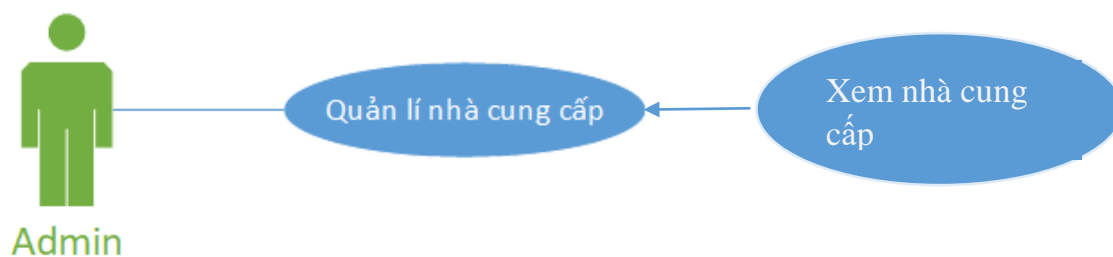 Quản lí nhà cung cấp
Xem nhà cung
cấp
Admin